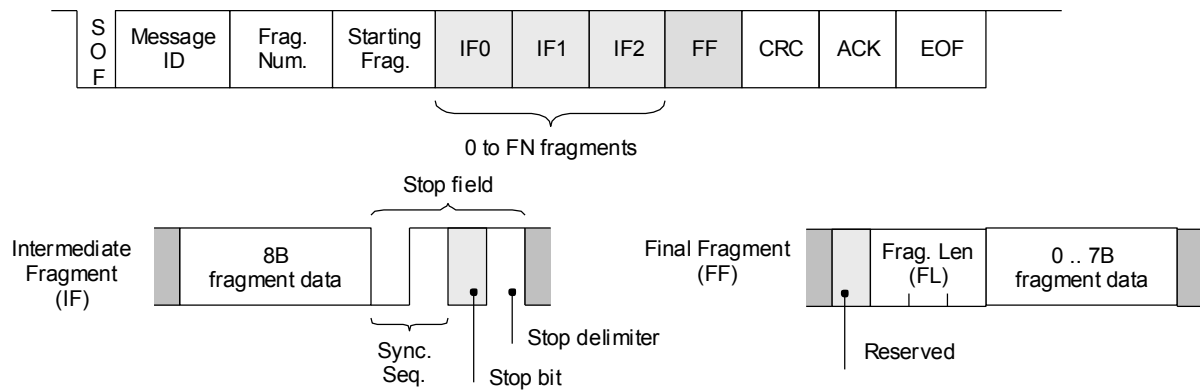 S
O
F
Message
ID
Frag.
Num.
Starting
Frag.
IF0
IF1
IF2
FF
CRC
ACK
EOF
0 to FN fragments
Stop field
Intermediate
Fragment
(IF)
8B
fragment data
Sync.
Seq.
Stop bit
Stop delimiter
Final Fragment
(FF)
Frag. Len
(FL)
0 .. 7B
fragment data
Reserved